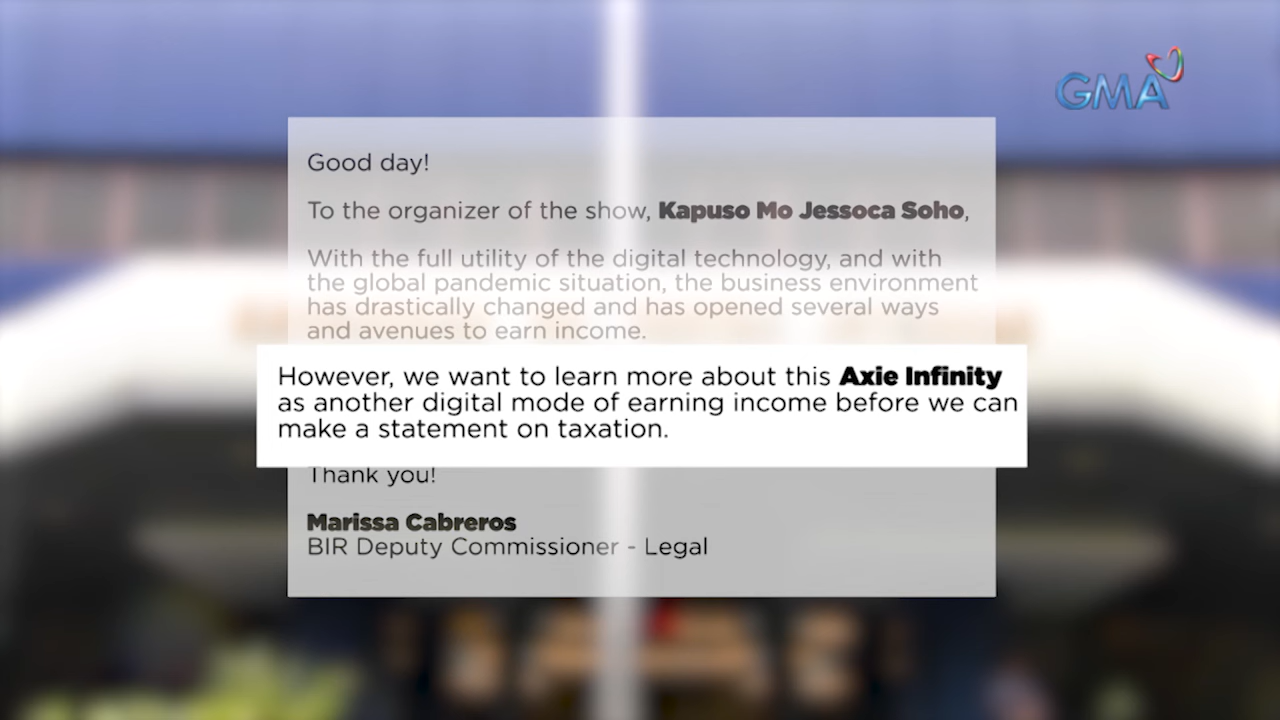 GMA
Good day!
To the organizer of the show, Kapuso Mo Jessoca Soho,
With the full utility of the digital technology, and with
the global pandemic situation, the business environment
has drastically changed and has opened several ways
and avenues to earn income.
However, we want to learn more about this Axie Infinity
as another digital mode of earning income before we can
make a statement on taxation.
Thank you!
Marissa Cabreros
BIR Deputy Commissioner - Legal